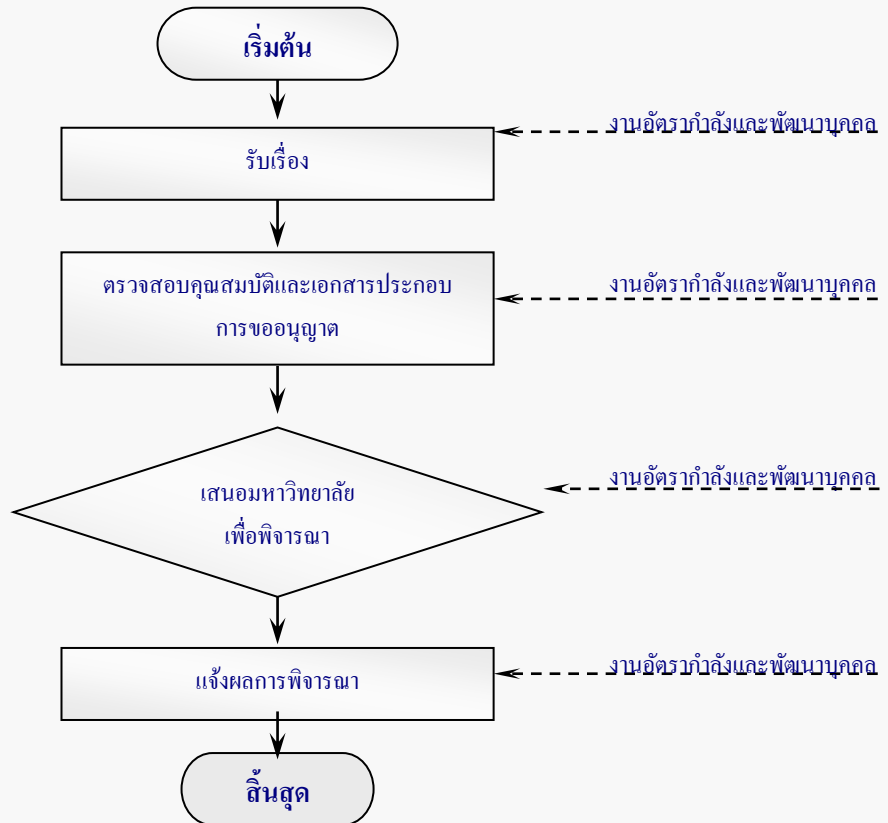 เริ่มต้น
งานอัตรากำลังและพัฒนาบุคคล
รับเรื่อง
ตรวจสอบคุณสมบัติและเอกสารประกอบ
การขออนุญาต
งานอัตรากำลังและพัฒนาบุคคล
เสนอมหาวิทยาลัย
เพื่อพิจารณา
งานอัตรากำลังและพัฒนาบุคคล
แจ้งผลการพิจารณา
งานอัตรากำลังและพัฒนาบุคคล
สิ้นสุด